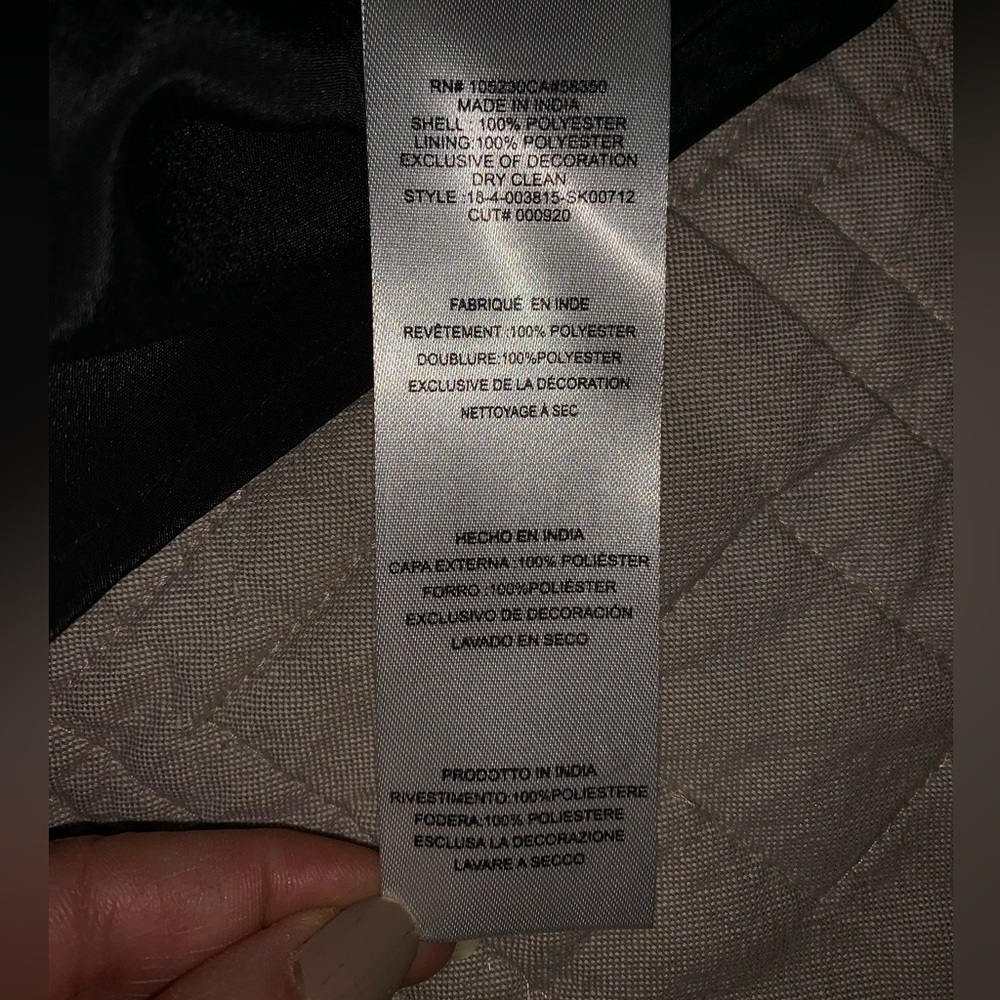 RN# 105230CA#58350
MADE IN INDIA
SHELL : 100% POLYESTER
LINING:100% POLYESTER
EXCLUSIVE OF DECORATION
DRY CLEAN
STYLE :18-4-003815-SK00712
CUT# 000920
FABRIQUÉ EN INDE
REVÊTEMENT :100% POLYESTER
DOUBLURE:100%POLYESTER
EXCLUSIVE DE LA DÉCORATION
NETTOYAGE À SEC
HECHO EN INDIA
CAPA EXTERNA :100% POLIÉSTER
FORRO :100%POLIÉSTER
EXCLUSIVO DE DECORACIÓN
LAVADO EN SECO
PRODOTTO IN INDIA
RIVESTIMENTO:100%POLIESTERE
FODERA:100% POLIESTERE
ESCLUSA LA DECORAZIONE
LAVARE A SECCO